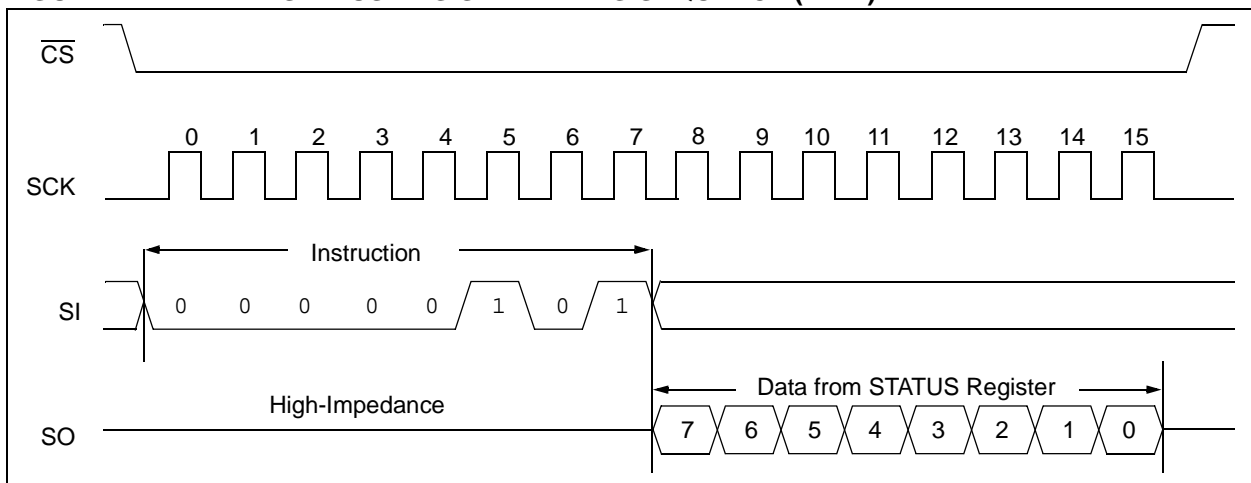 CS
0 1 2 3 4 5 6 7 8 9 10 11 12 13 14 15
SCK
Instruction
SI 0 0 0 0 0 1 0 1
Data from STATUS Register
High-Impedance
SO 7 6 5 4 3 2 1 0